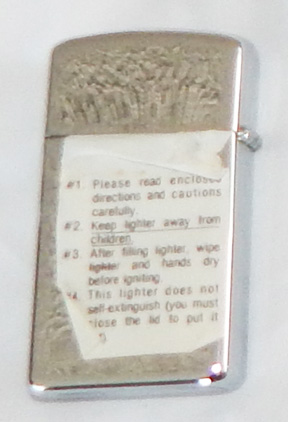 #1. Please read enclosed
directions and cautions
carefully.
#2. Keep lighter away from
children.
#3. After filling lighter, wipe
lighter and hands dry
before igniting.
#4. This lighter does not
self-extinguish (you must
close the lid to put it